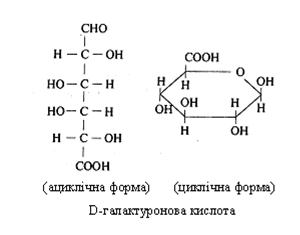 CHO
H – C – OH
HO – C – H
HO – C – H
H – C – OH
COOH
COOH
H
O
OH
H
OH
OH
H
H
H
H
OH
(ациклічна форма) (циклічна форма)
D-галактуронова кислота